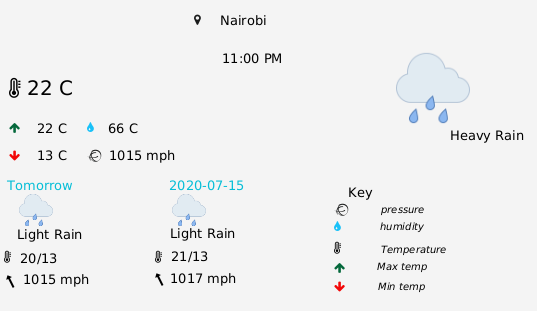 Nairobi
11:00 PM
22 C
Heavy Rain
22 C 66 C
13 C 1015 mph
Tomorrow 2020-07-15
Light Rain Light Rain
20/13 21/13
1015 mph 1017 mph
Key
pressure
humidity
Temperature
Max temp
Min temp